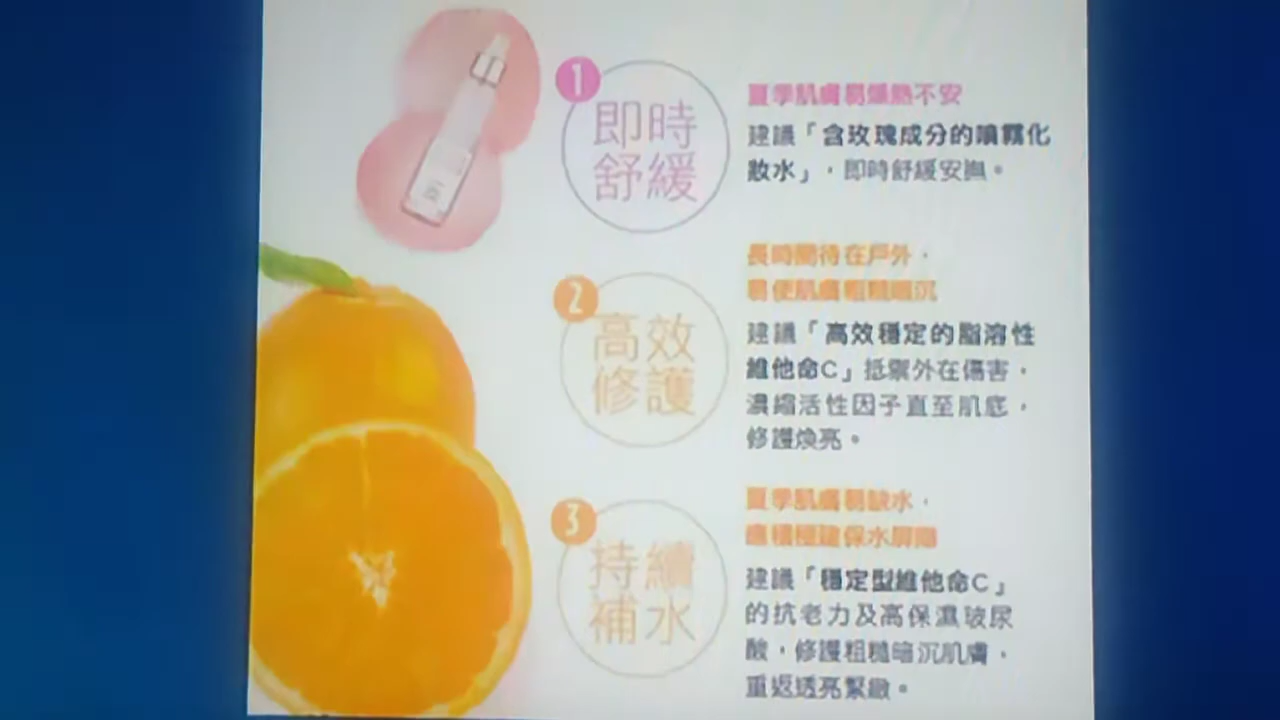 1
即時
舒緩
夏季肌膚易燥熱不安
建議「含玫瑰成分的噴霧化
妝水」，即時舒緩安撫。
2
高效
修護
長時間待在戶外，
易使肌膚粗糙暗沉
建議「高效穩定的脂溶性
維他命C」抵禦外在傷害，
濃縮活性因子直至肌底，
修護煥亮。
3
持續
補水
夏季肌膚易缺水，
應積極建保水屏障
建議「穩定型維他命C」
的抗老力及高保濕玻尿
酸，修護粗糙暗沉肌膚，
重返透亮緊緻。